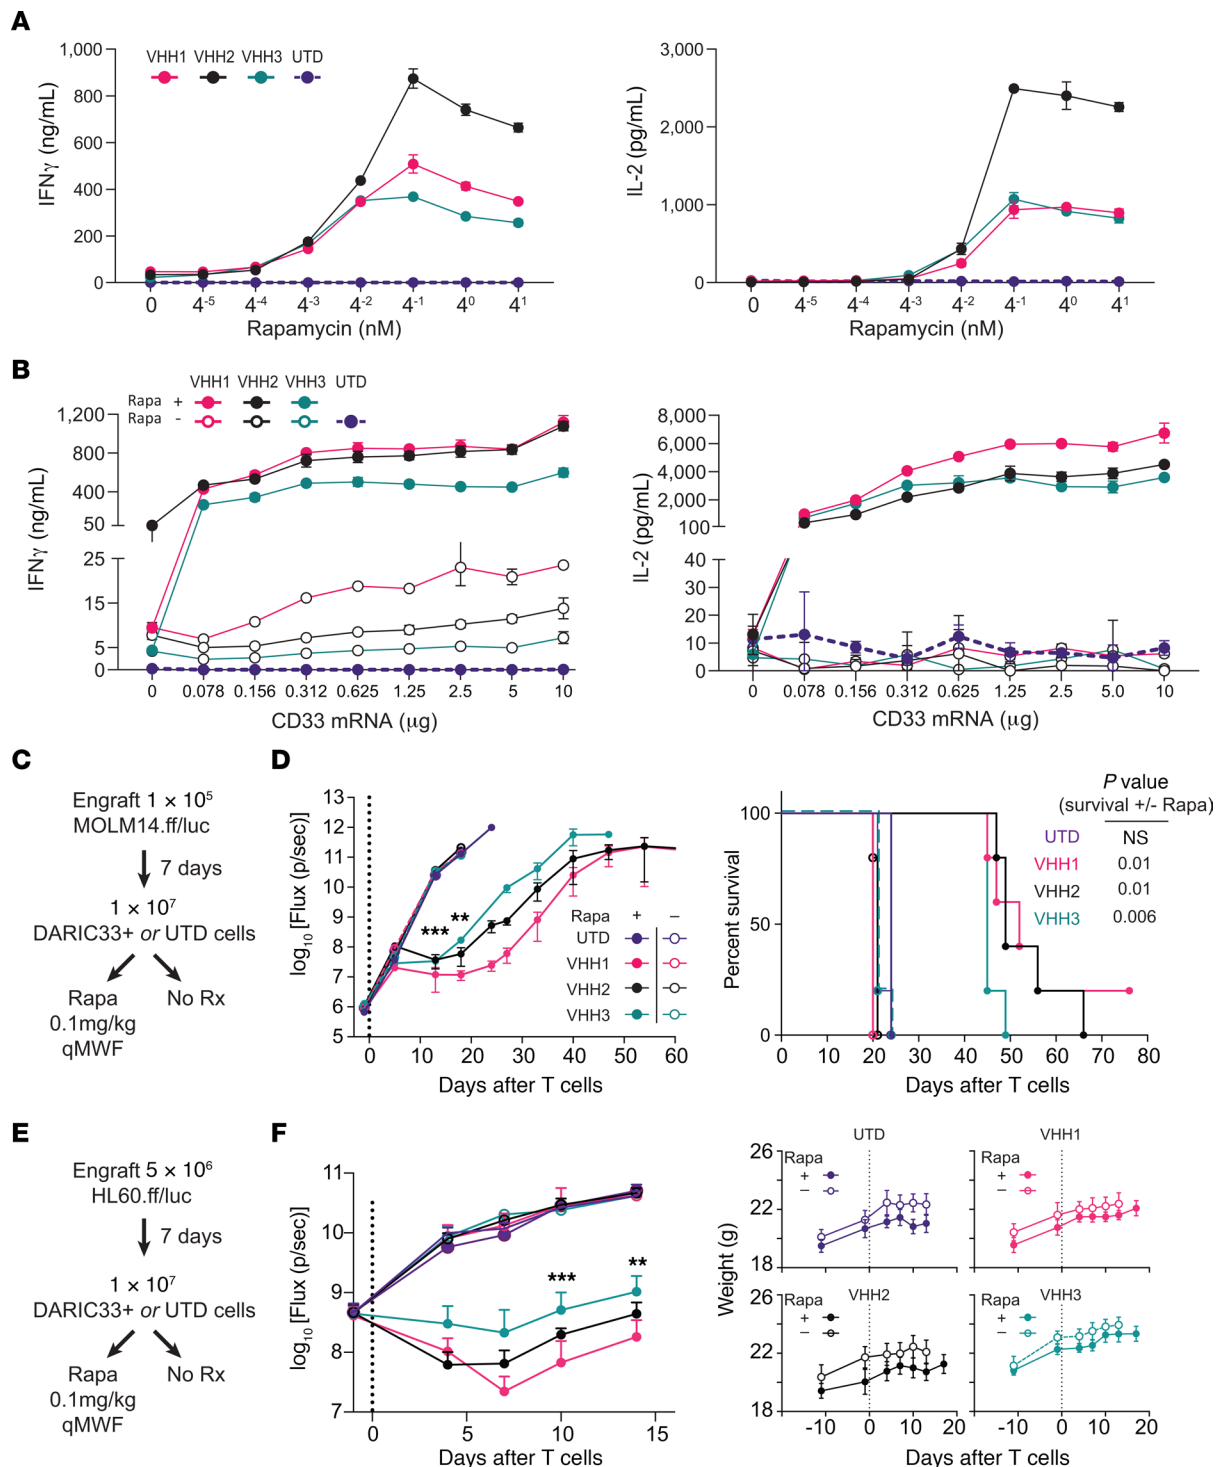 A
VHH1 VHH2 VHH3 UTD
IFNγ (ng/mL)
1,000
800
600
400
200
0
0 4⁻⁵ 4⁻⁴ 4⁻³ 4⁻² 4⁻¹ 4⁰ 4¹
Rapamycin (nM)
IL-2 (pg/mL)
3,000
2,000
1,000
0
0 4⁻⁵ 4⁻⁴ 4⁻³ 4⁻² 4⁻¹ 4⁰ 4¹
Rapamycin (nM)
B
VHH1 VHH2 VHH3 UTD
Rapa +
Rapa -
IFNγ (ng/mL)
1,200
800
400
50
25
15
5
0
0 0.078 0.156 0.312 0.625 1.25 2.5 5 10
CD33 mRNA (μg)
IL-2 (pg/mL)
8,000
6,000
4,000
2,000
100
40
30
20
10
0
0 0.078 0.156 0.312 0.625 1.25 2.5 5.0 10
CD33 mRNA (μg)
C
Engraft 1 × 10⁵
MOLM14.ff/luc
7 days
1 × 10⁷
DARIC33+ or UTD cells
Rapa No Rx
0.1mg/kg
qMWF
D
log₁₀ [Flux (p/sec)]
13
12
11
10
9
8
7
6
5
*** **
Rapa + –
UTD
VHH1
VHH2
VHH3
0 10 20 30 40 50 60
Days after T cells
Percent survival
100
50
0
P value
(survival +/- Rapa)
UTD NS
VHH1 0.01
VHH2 0.01
VHH3 0.006
0 10 20 30 40 50 60 70 80
Days after T cells
E
Engraft 5 × 10⁶
HL60.ff/luc
7 days
1 × 10⁷
DARIC33+ or UTD cells
Rapa No Rx
0.1mg/kg
qMWF
F
log₁₀ [Flux (p/sec)]
11
10
9
8
7
*** **
0 5 10 15
Days after T cells
Weight (g)
UTD VHH1
26
22
18
Rapa
+
–
Rapa
+
–
VHH2 VHH3
26
22
18
Rapa
+
–
Rapa
+
–
-10 0 10 20 -10 0 10 20
Days after T cells